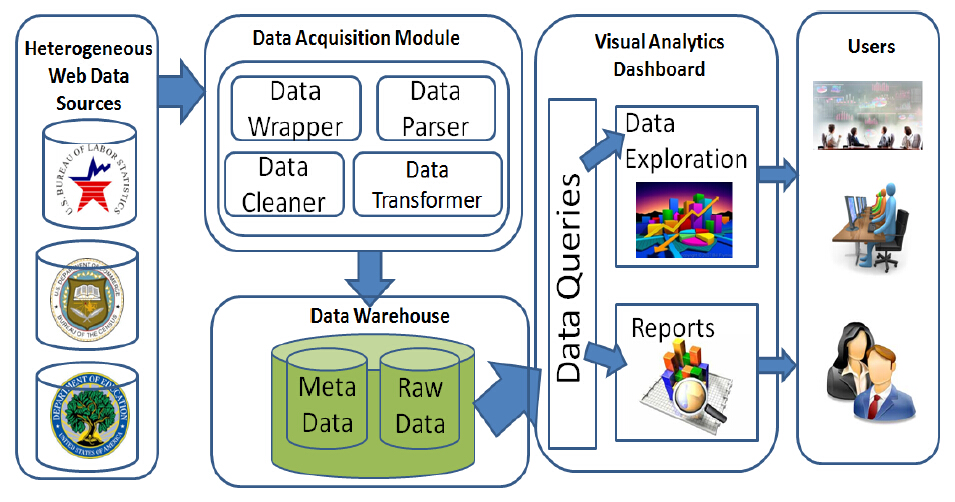 Heterogeneous
Web Data
Sources
U.S. BUREAU OF LABOR STATISTICS
U.S. DEPARTMENT OF COMMERCE
BUREAU OF THE CENSUS
DEPARTMENT OF EDUCATION
UNITED STATES OF AMERICA
Data Acquisition Module
Data
Wrapper
Data
Parser
Data
Cleaner
Data
Transformer
Data Warehouse
Meta
Data
Raw
Data
Visual Analytics
Dashboard
Data Queries
Data
Exploration
Reports
Users